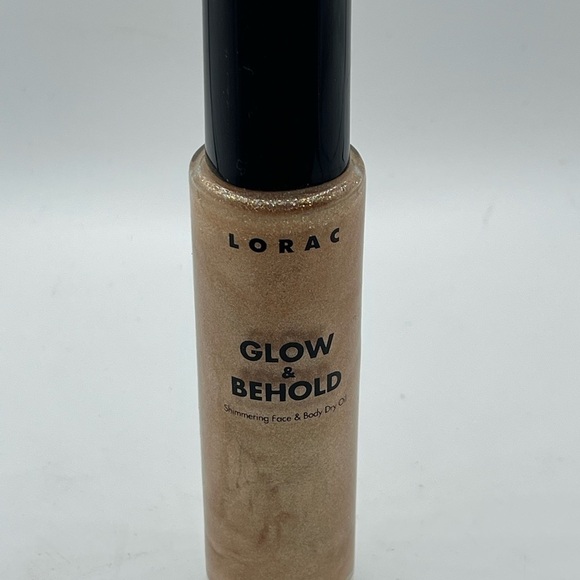 LORAC
GLOW
&
BEHOLD
Shimmering Face & Body Dry Oil